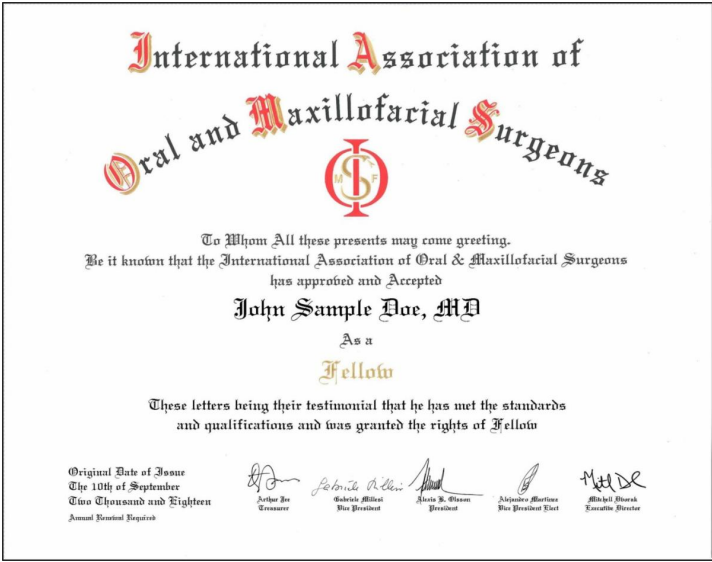 International Association of
Oral and Maxillofacial Surgeons
M S F
To Whom All these presents may come greeting.
Be it known that the International Association of Oral & Maxillofacial Surgeons
has approved and Accepted
John Sample Doe, MD
As a
Fellow
These letters being their testimonial that he has met the standards
and qualifications and was granted the rights of Fellow
Original Date of Issue
The 10th of September
Two Thousand and Eighteen
Annual Renewal Required
Arthur Jee
Treasurer
Gabriele Millesi
Vice President
Alexis B. Olsson
President
Alejandro Martinez
Vice President Elect
Mitchell Dvorak
Executive Director